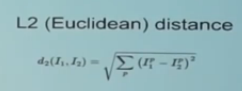 L2 (Euclidean) distance
d₂(I₁, I₂) = √(∑ₚ (I₁ᵖ − I₂ᵖ)²)